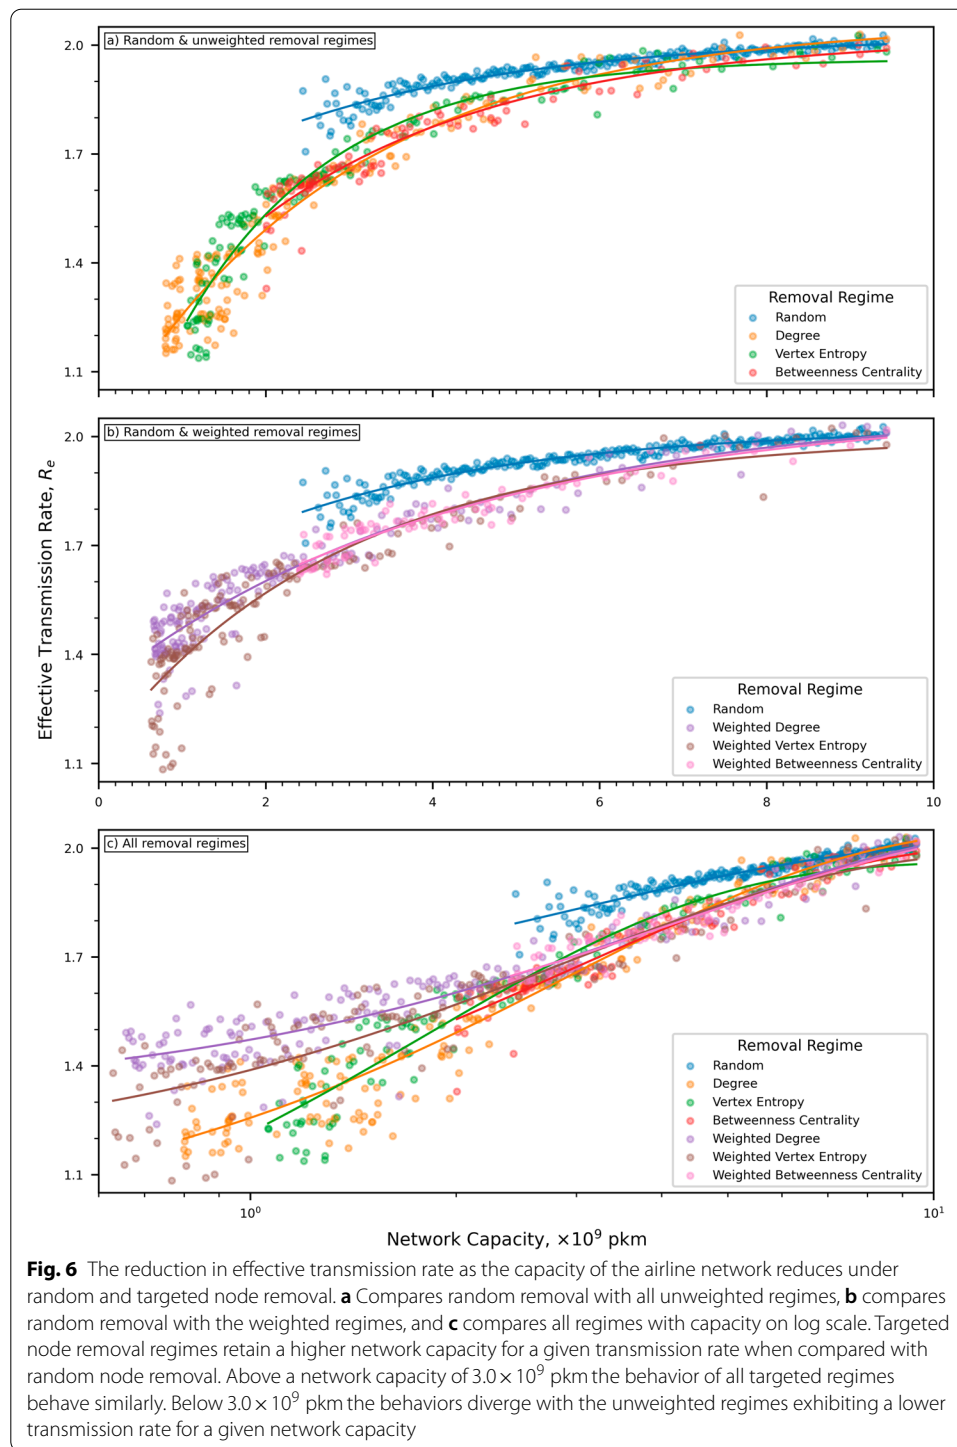 a) Random & unweighted removal regimes
2.0
1.7
1.4
1.1
Removal Regime
Random
Degree
Vertex Entropy
Betweenness Centrality
b) Random & weighted removal regimes
2.0
1.7
1.4
1.1
Effective Transmission Rate, Rₑ
Removal Regime
Random
Weighted Degree
Weighted Vertex Entropy
Weighted Betweenness Centrality
0 2 4 6 8 10
c) All removal regimes
2.0
1.7
1.4
1.1
Removal Regime
Random
Degree
Vertex Entropy
Betweenness Centrality
Weighted Degree
Weighted Vertex Entropy
Weighted Betweenness Centrality
10⁰ 10¹
Network Capacity, ×10⁹ pkm
Fig. 6 The reduction in effective transmission rate as the capacity of the airline network reduces under
random and targeted node removal. a Compares random removal with all unweighted regimes, b compares
random removal with the weighted regimes, and c compares all regimes with capacity on log scale. Targeted
node removal regimes retain a higher network capacity for a given transmission rate when compared with
random node removal. Above a network capacity of 3.0 × 10⁹ pkm the behavior of all targeted regimes
behave similarly. Below 3.0 × 10⁹ pkm the behaviors diverge with the unweighted regimes exhibiting a lower
transmission rate for a given network capacity